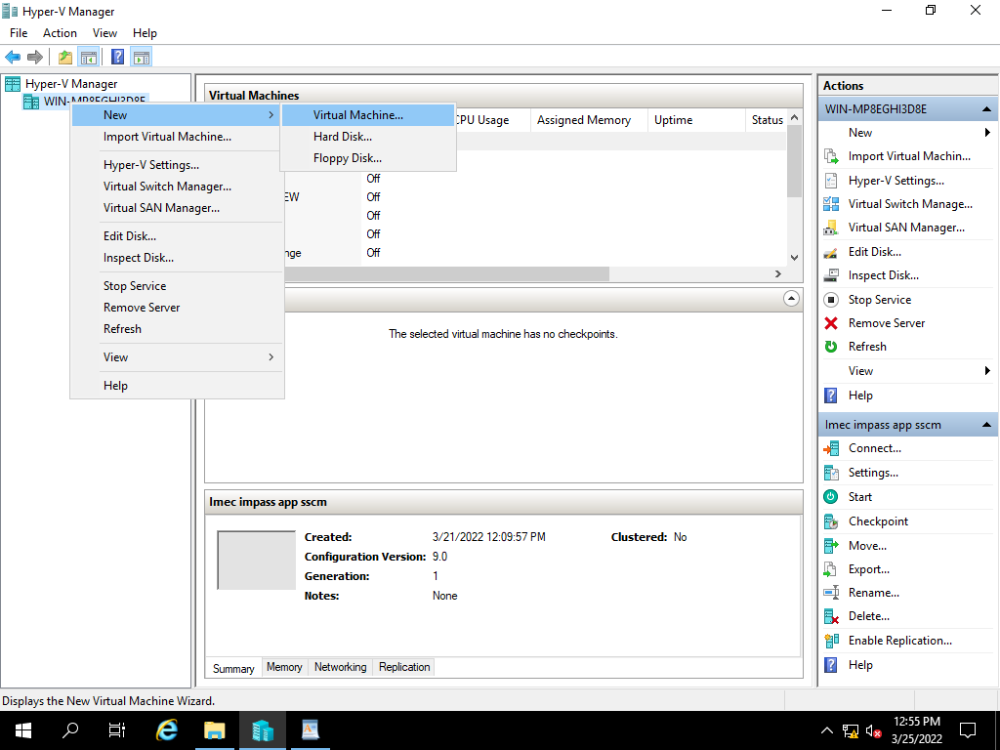 Hyper-V Manager
File Action View Help
Hyper-V Manager
WIN-MP8EGHI3D8E
New
Import Virtual Machine...
Hyper-V Settings...
Virtual Switch Manager...
Virtual SAN Manager...
Edit Disk...
Inspect Disk...
Stop Service
Remove Server
Refresh
View
Help
Virtual Machine...
Hard Disk...
Floppy Disk...
Virtual Machines
CPU Usage Assigned Memory Uptime Status
Off
Off
Off
Off
Off
The selected virtual machine has no checkpoints.
Imec impass app sscm
Created: 3/21/2022 12:09:57 PM Clustered: No
Configuration Version: 9.0
Generation: 1
Notes: None
Summary Memory Networking Replication
Actions
WIN-MP8EGHI3D8E
New
Import Virtual Machin...
Hyper-V Settings...
Virtual Switch Manage...
Virtual SAN Manager...
Edit Disk...
Inspect Disk...
Stop Service
Remove Server
Refresh
View
Help
Imec impass app sscm
Connect...
Settings...
Start
Checkpoint
Move...
Export...
Rename...
Delete...
Enable Replication...
Help
Displays the New Virtual Machine Wizard.
12:55 PM
3/25/2022